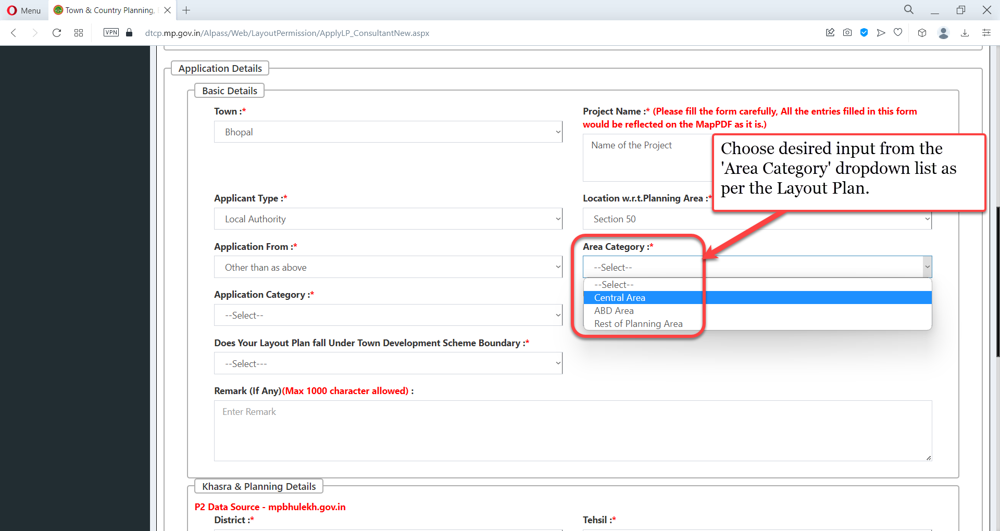 Menu
Town & Country Planning,
VPN
dtcp.mp.gov.in/Alpass/Web/LayoutPermission/ApplyLP_ConsultantNew.aspx
Application Details
Basic Details
Town :*
Bhopal
Project Name :* (Please fill the form carefully, All the entries filled in this form
would be reflected on the MapPDF as it is.)
Name of the Project
Choose desired input from the
'Area Category' dropdown list as
per the Layout Plan.
Applicant Type :*
Local Authority
Location w.r.t.Planning Area :*
Section 50
Application From :*
Other than as above
Area Category :*
--Select--
--Select--
Central Area
ABD Area
Rest of Planning Area
Application Category :*
--Select--
Does Your Layout Plan fall Under Town Development Scheme Boundary :*
--Select---
Remark (If Any)(Max 1000 character allowed) :
Enter Remark
Khasra & Planning Details
P2 Data Source - mpbhulekh.gov.in
District :*
Tehsil :*